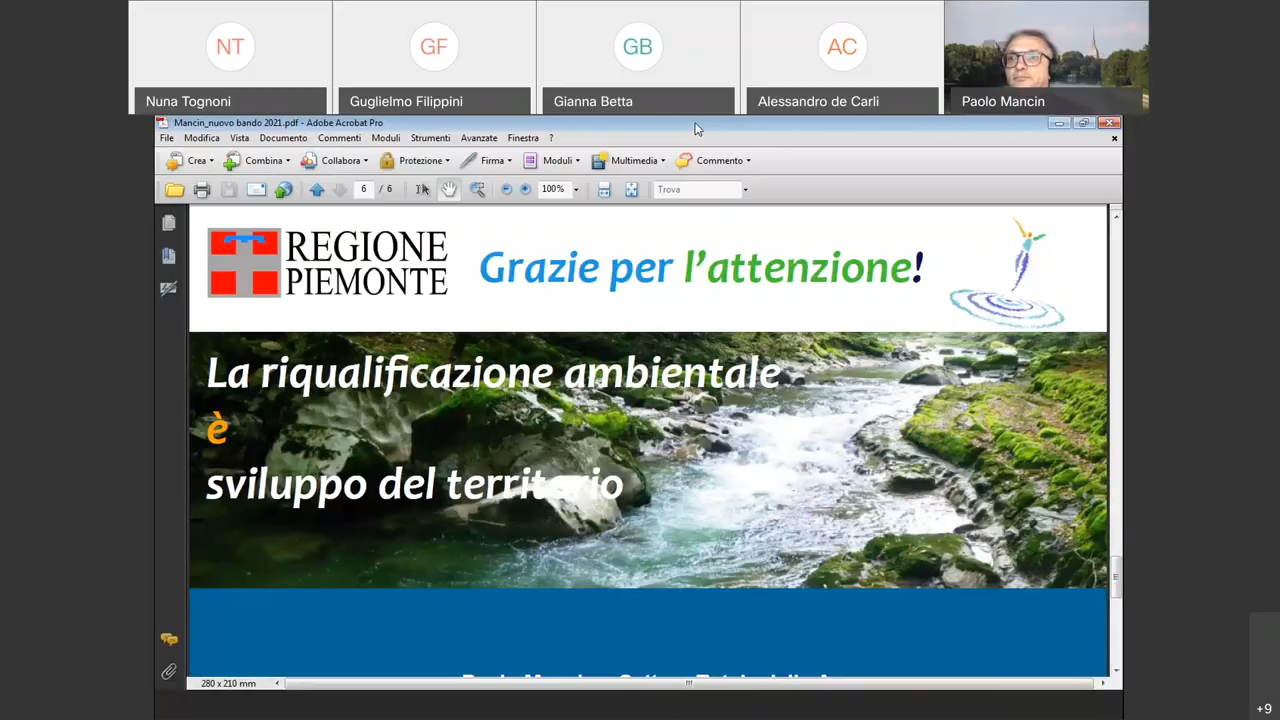 NT
GF
GB
AC
Nuna Tognoni
Guglielmo Filippini
Gianna Betta
Alessandro de Carli
Paolo Mancin
Mancin_nuovo bando 2021.pdf - Adobe Acrobat Pro
File Modifica Vista Documento Commenti Moduli Strumenti Avanzate Finestra ?
Crea Combina Collabora Protezione Firma Moduli Multimedia Commento
6 / 6 100% Trova
REGIONE
PIEMONTE
Grazie per l'attenzione!
La riqualificazione ambientale
è
sviluppo del territorio
280 x 210 mm
+9